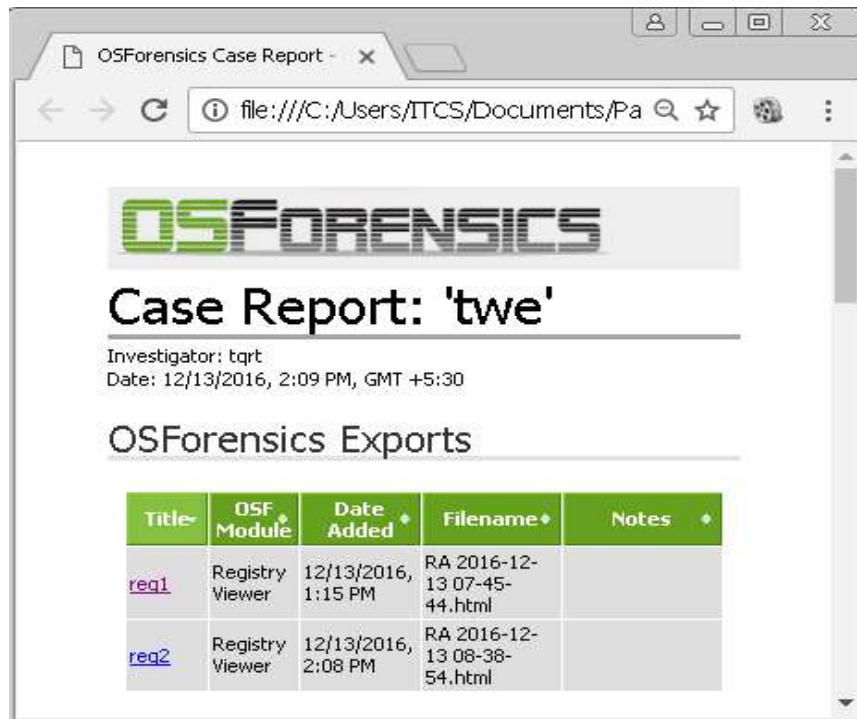 OSForensics Case Report -
file:///C:/Users/ITCS/Documents/Pa
OSFORENSICS
Case Report: 'twe'
Investigator: tqrt
Date: 12/13/2016, 2:09 PM, GMT +5:30
OSForensics Exports
Title OSF Module Date Added Filename Notes
reg1 Registry Viewer 12/13/2016, 1:15 PM RA 2016-12-13 07-45-44.html
reg2 Registry Viewer 12/13/2016, 2:08 PM RA 2016-12-13 08-38-54.html